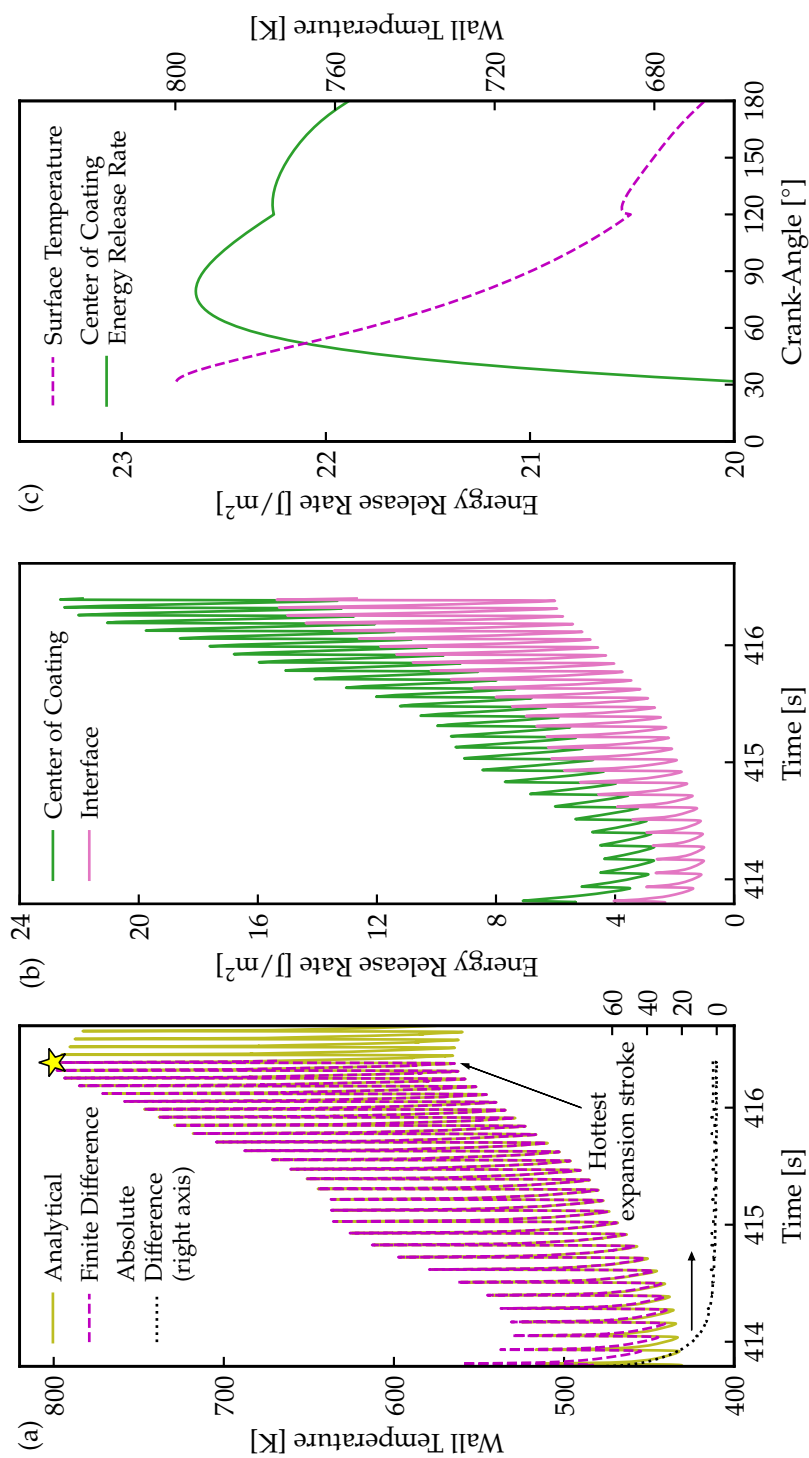 (a)
Analytical
Finite Difference
Absolute
Difference
(right axis)
Hottest
expansion stroke
Wall Temperature
[K]
400
500
600
700
800
0
20
40
60
414
415
416
Time [s]
(b)
Center of Coating
Interface
Energy Release Rate [J/m²]
0
4
8
12
16
20
24
414
415
416
Time [s]
(c)
Surface Temperature
Center of Coating
Energy Release Rate
Energy Release Rate [J/m²]
20
21
22
23
Wall Temperature
[K]
680
720
760
800
0
30
60
90
120
150
180
Crank-Angle [°]